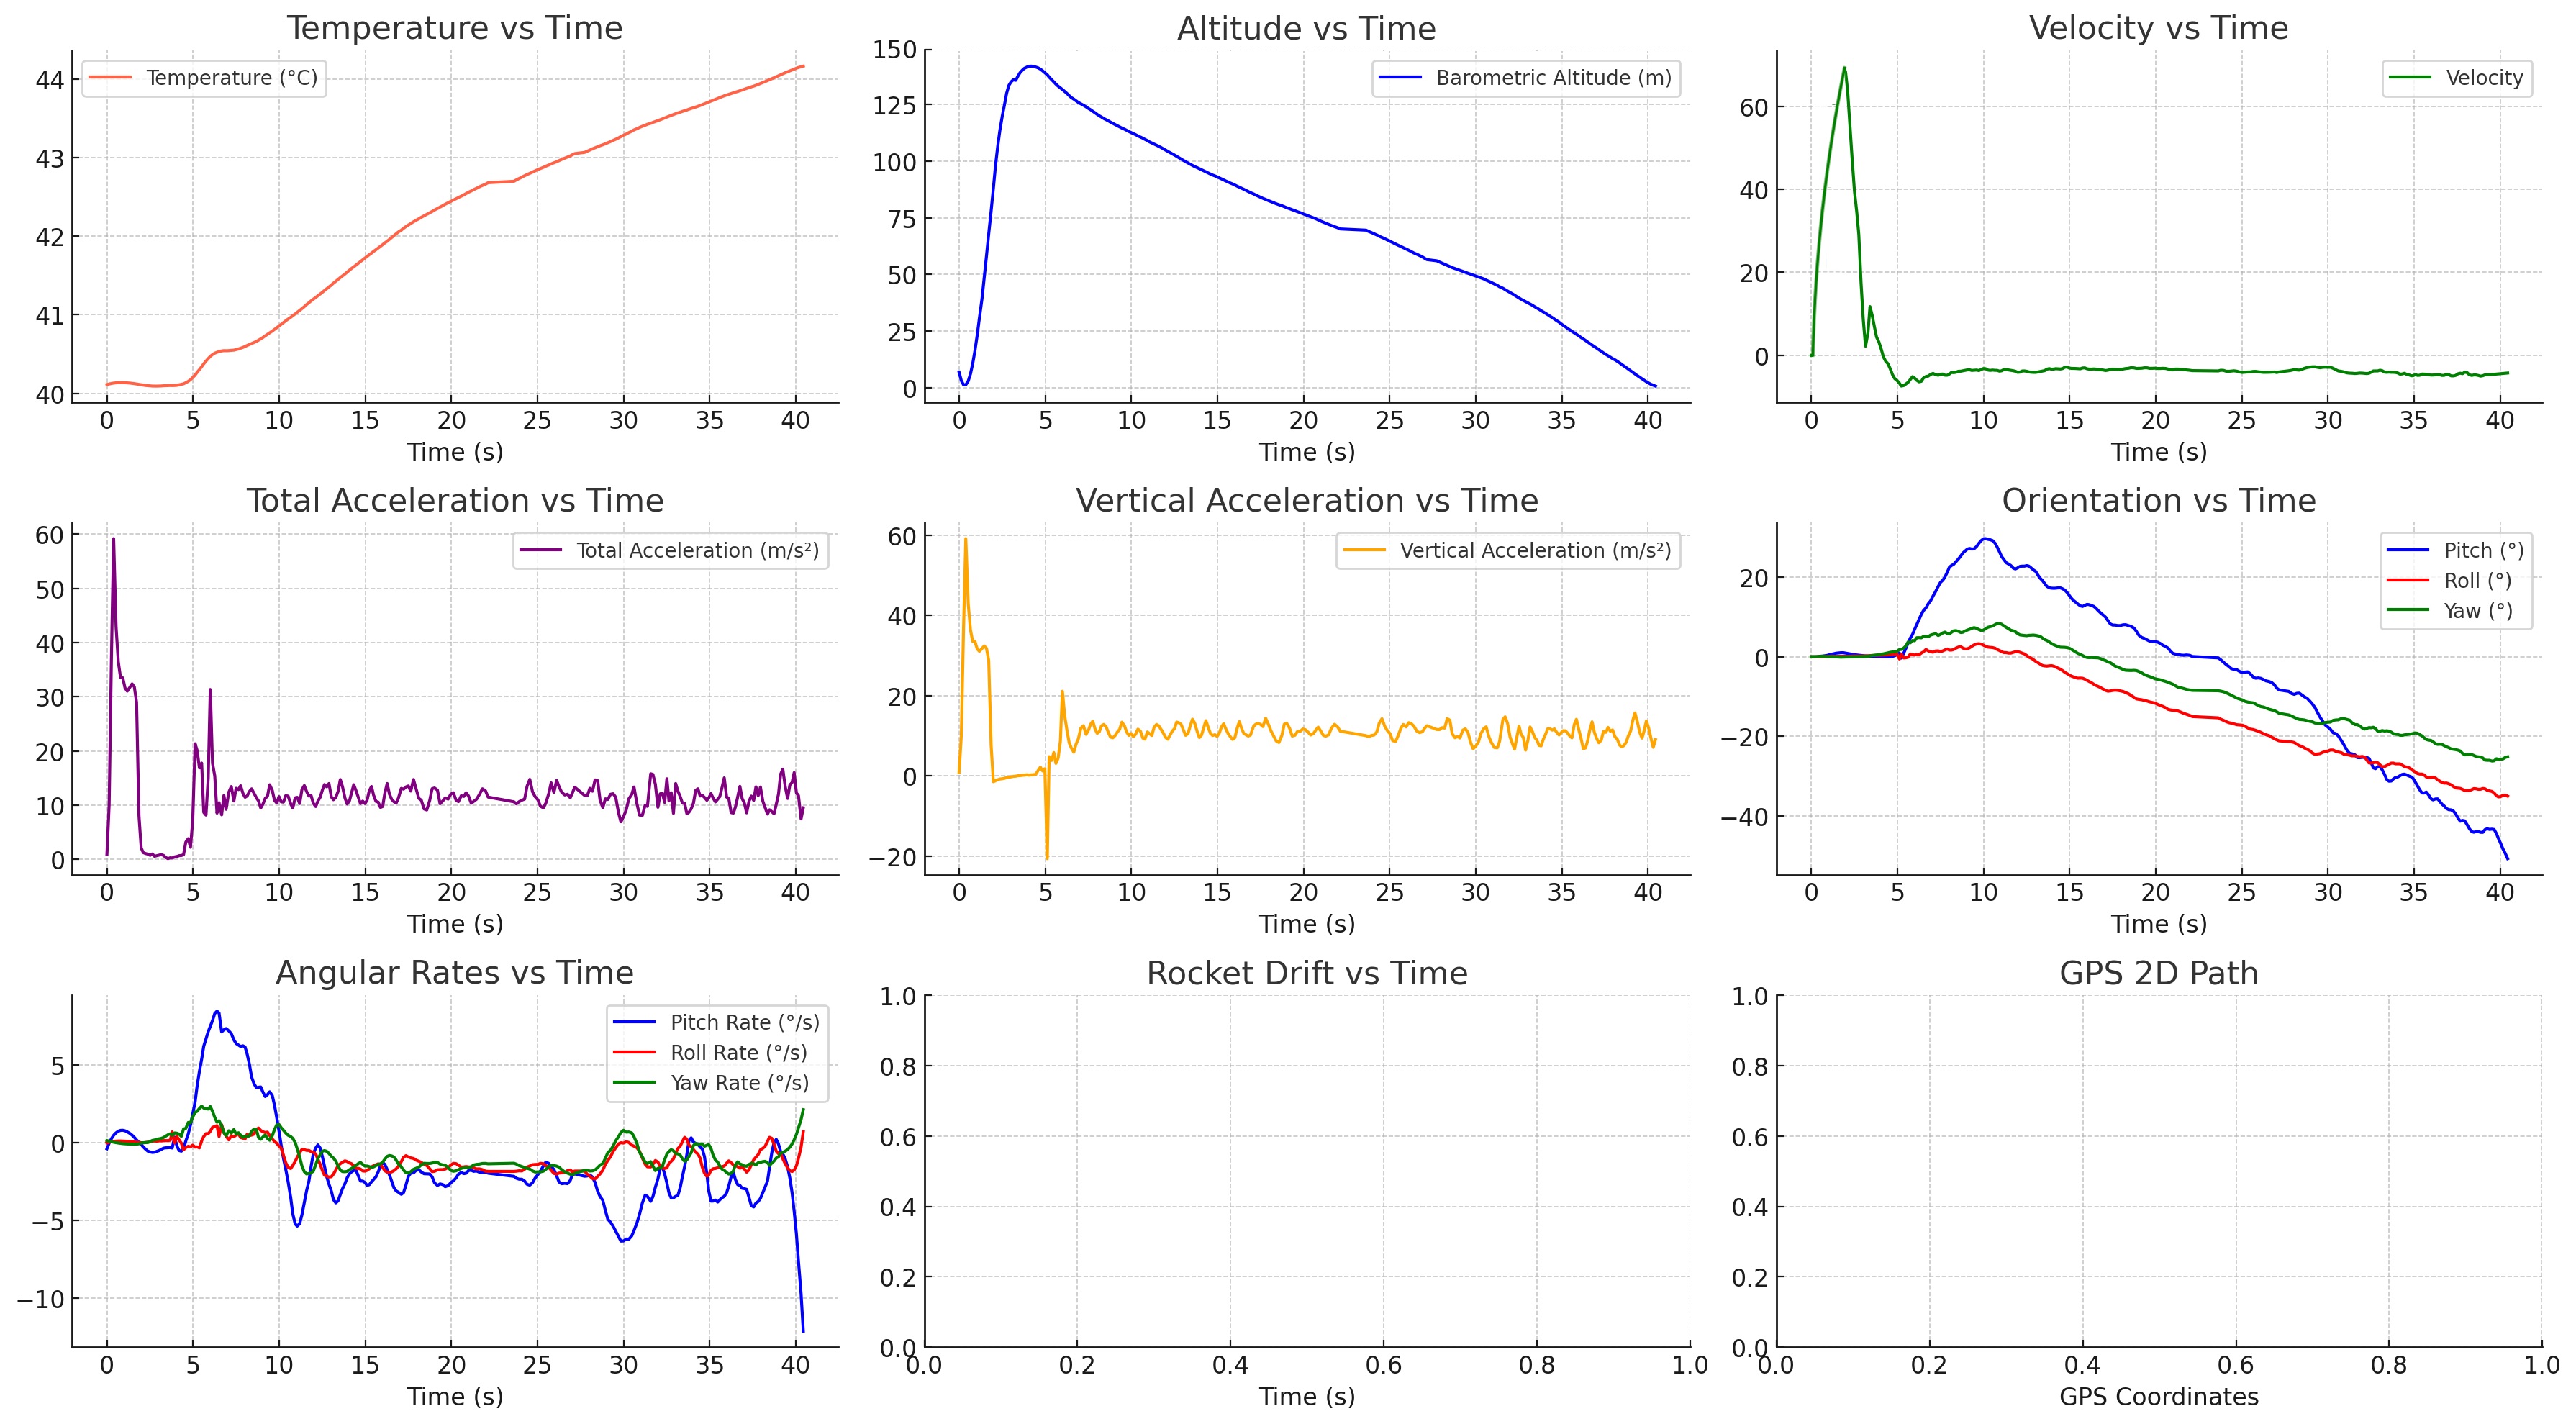 Temperature vs Time
44
43
42
41
40
Temperature (°C)
0 5 10 15 20 25 30 35 40
Time (s)
Altitude vs Time
150
125
100
75
50
25
0
Barometric Altitude (m)
0 5 10 15 20 25 30 35 40
Time (s)
Velocity vs Time
60
40
20
0
Velocity
0 5 10 15 20 25 30 35 40
Time (s)
Total Acceleration vs Time
60
50
40
30
20
10
0
Total Acceleration (m/s²)
0 5 10 15 20 25 30 35 40
Time (s)
Vertical Acceleration vs Time
60
40
20
0
−20
Vertical Acceleration (m/s²)
0 5 10 15 20 25 30 35 40
Time (s)
Orientation vs Time
20
0
−20
−40
Pitch (°)
Roll (°)
Yaw (°)
0 5 10 15 20 25 30 35 40
Time (s)
Angular Rates vs Time
5
0
−5
−10
Pitch Rate (°/s)
Roll Rate (°/s)
Yaw Rate (°/s)
0 5 10 15 20 25 30 35 40
Time (s)
Rocket Drift vs Time
1.0
0.8
0.6
0.4
0.2
0.0
0.0 0.2 0.4 0.6 0.8 1.0
Time (s)
GPS 2D Path
1.0
0.8
0.6
0.4
0.2
0.0
0.0 0.2 0.4 0.6 0.8 1.0
GPS Coordinates